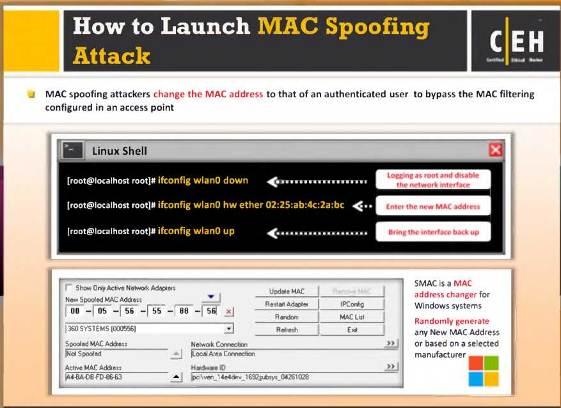 How to Launch MAC Spoofing
Attack
C|EH
Certified Ethical Hacker
MAC spoofing attackers change the MAC address to that of an authenticated user to bypass the MAC filtering
configured in an access point
Linux Shell
[root@localhost root]# ifconfig wlan0 down
Logging as root and disable
the network interface
[root@localhost root]# ifconfig wlan0 hw ether 02:25:ab:4c:2a:bc
Enter the new MAC address
[root@localhost root]# ifconfig wlan0 up
Bring the interface back up
Show Only Active Network Adapters
New Spoofed MAC Address
00 - 05 - 56 - 55 - 88 - 56 x
360 SYSTEMS [000556]
Spoofed MAC Address
Not Spoofed
Active MAC Address
A4-BA-DB-FD-86-63
Update MAC
Remove MAC
Restart Adapter
IPConfig
Random
MAC List
Refresh
Exit
Network Connection
>>
Local Area Connection
Hardware ID
>>
pci\ven_14e4&dev_1692&subsys_04261028
SMAC is a MAC
address changer for
Windows systems
Randomly generate
any New MAC Address
or based on a selected
manufacturer